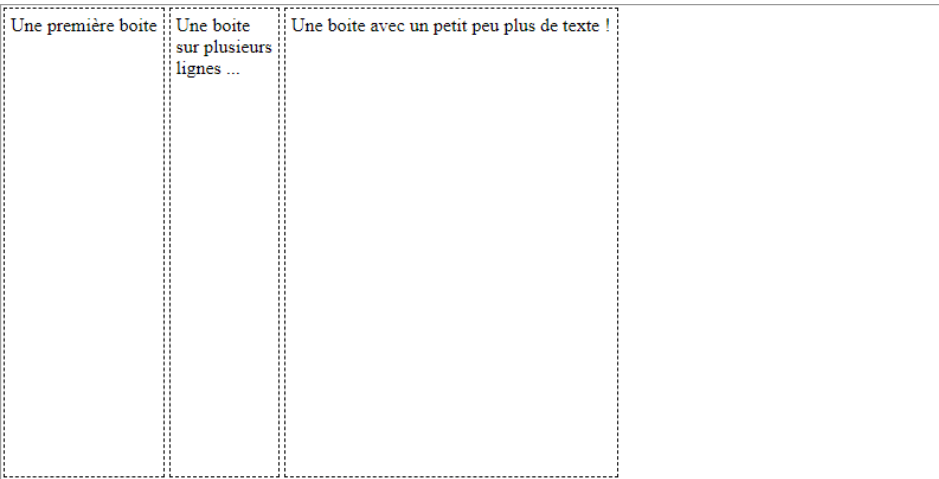 Une première boite
Une boite
sur plusieurs
lignes ...
Une boite avec un petit peu plus de texte !